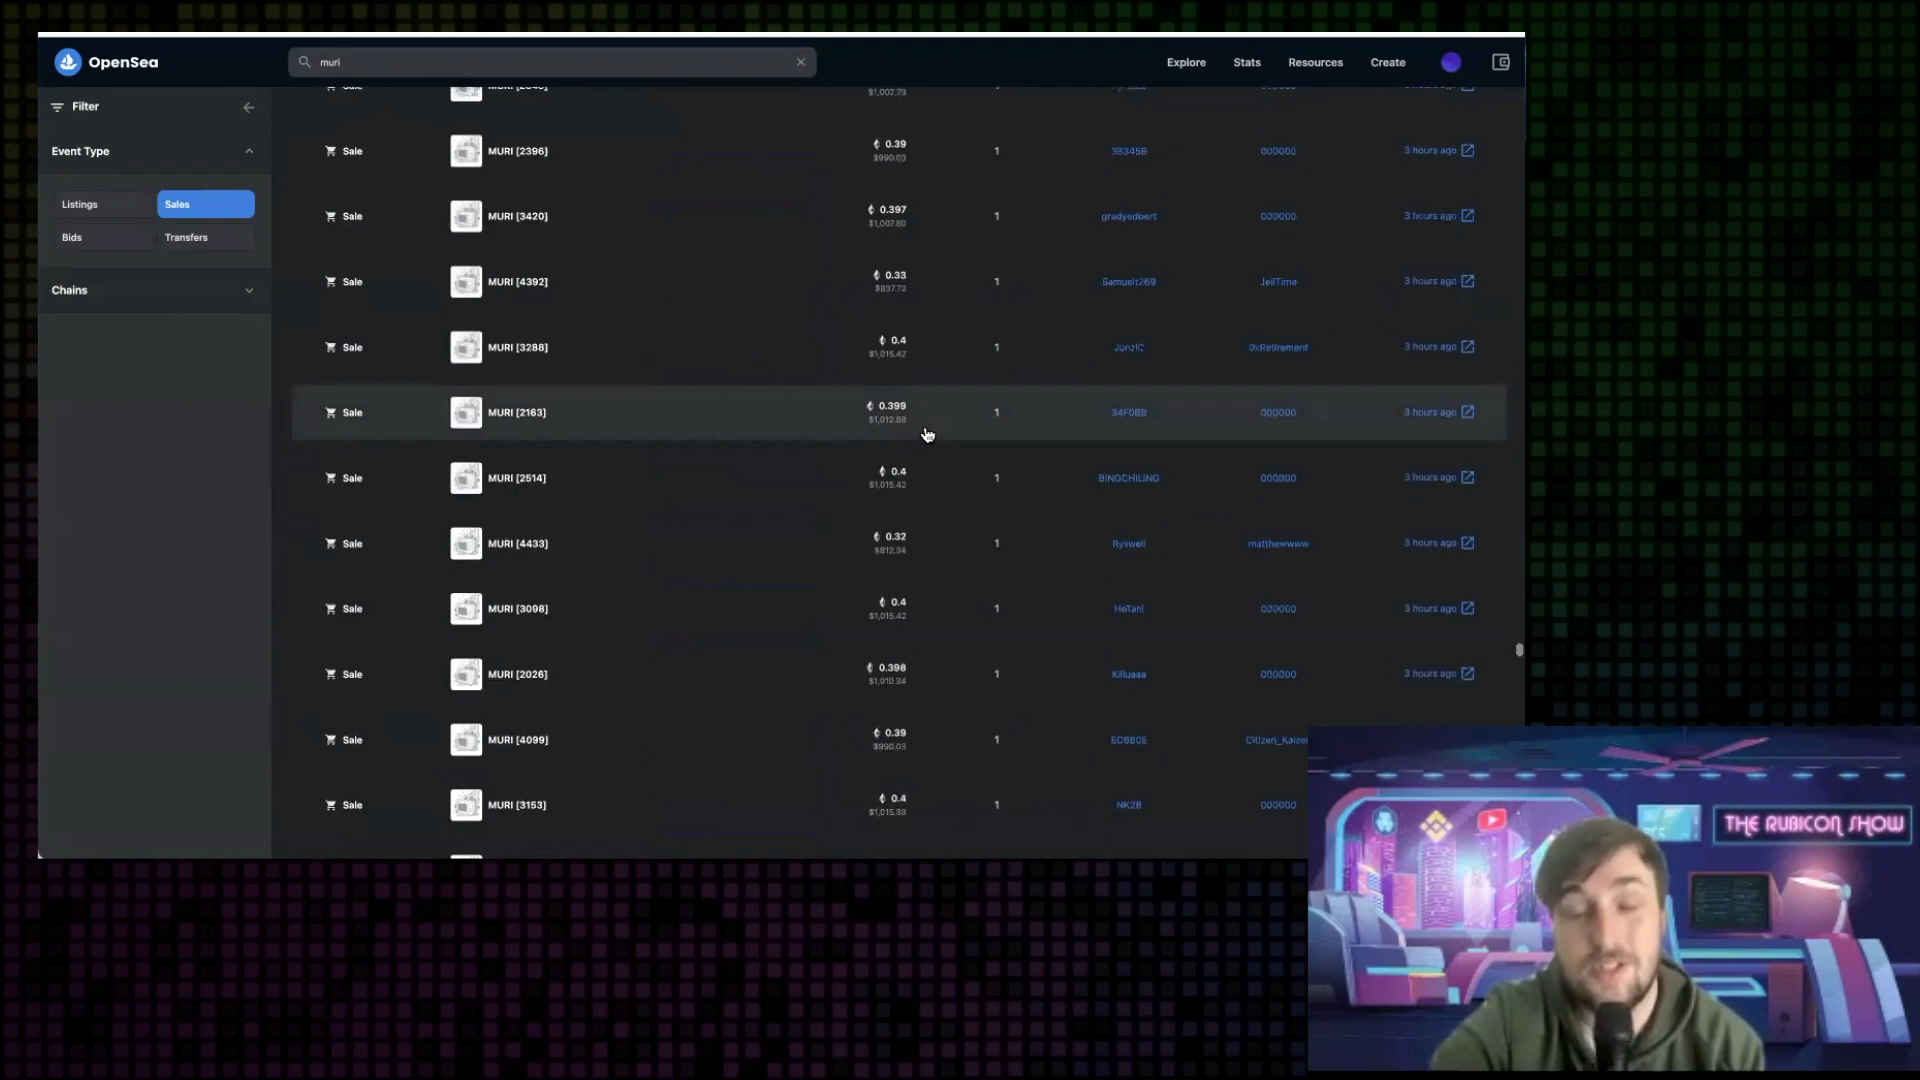 OpenSea
muri
Explore Stats Resources Create
Filter
Event Type
Listings Sales
Bids Transfers
Chains
$1,002.73
Sale MURI [2396] 0.39 $990.03 1 38345B 000000 3 hours ago
Sale MURI [3420] 0.397 $1,007.80 1 gradyedbert 000000 3 hours ago
Sale MURI [4392] 0.33 $837.72 1 Samuelt269 JeilTime 3 hours ago
Sale MURI [3288] 0.4 $1,015.42 1 JunziC 0xRetirement 3 hours ago
Sale MURI [2163] 0.399 $1,012.88 1 34F0BB 000000 3 hours ago
Sale MURI [2514] 0.4 $1,015.42 1 BINGCHILING 000000 3 hours ago
Sale MURI [4433] 0.32 $812.34 1 Ryswell matthewwww 3 hours ago
Sale MURI [3098] 0.4 $1,015.42 1 HoTani 000000 3 hours ago
Sale MURI [2026] 0.398 $1,010.34 1 Killuaaa 000000 3 hours ago
Sale MURI [4099] 0.39 $990.03 1 EC6B0E Citizen_Kaizer
Sale MURI [3153] 0.4 $1,015.83 1 NK28 000000
THE RUBICON SHOW